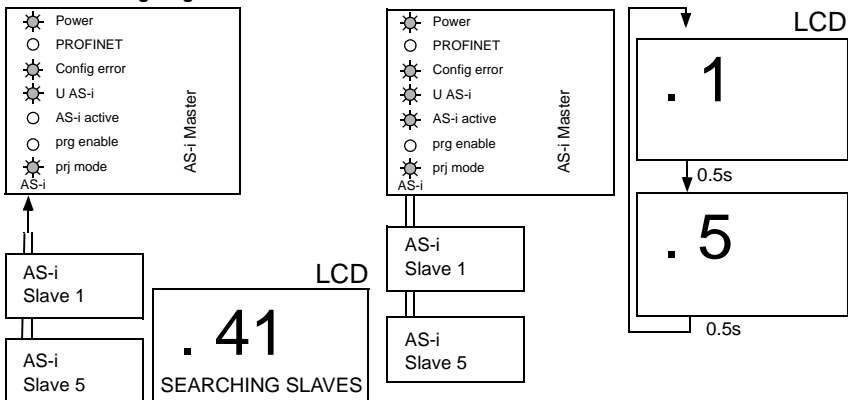 Power
PROFINET
Config error
U AS-i
AS-i active
prg enable
prj mode
AS-i
AS-i Master
AS-i
Slave 1
AS-i
Slave 5
LCD
. 41
SEARCHING SLAVES
Power
PROFINET
Config error
U AS-i
AS-i active
prg enable
prj mode
AS-i
AS-i Master
AS-i
Slave 1
AS-i
Slave 5
LCD
. 1
0.5s
. 5
0.5s